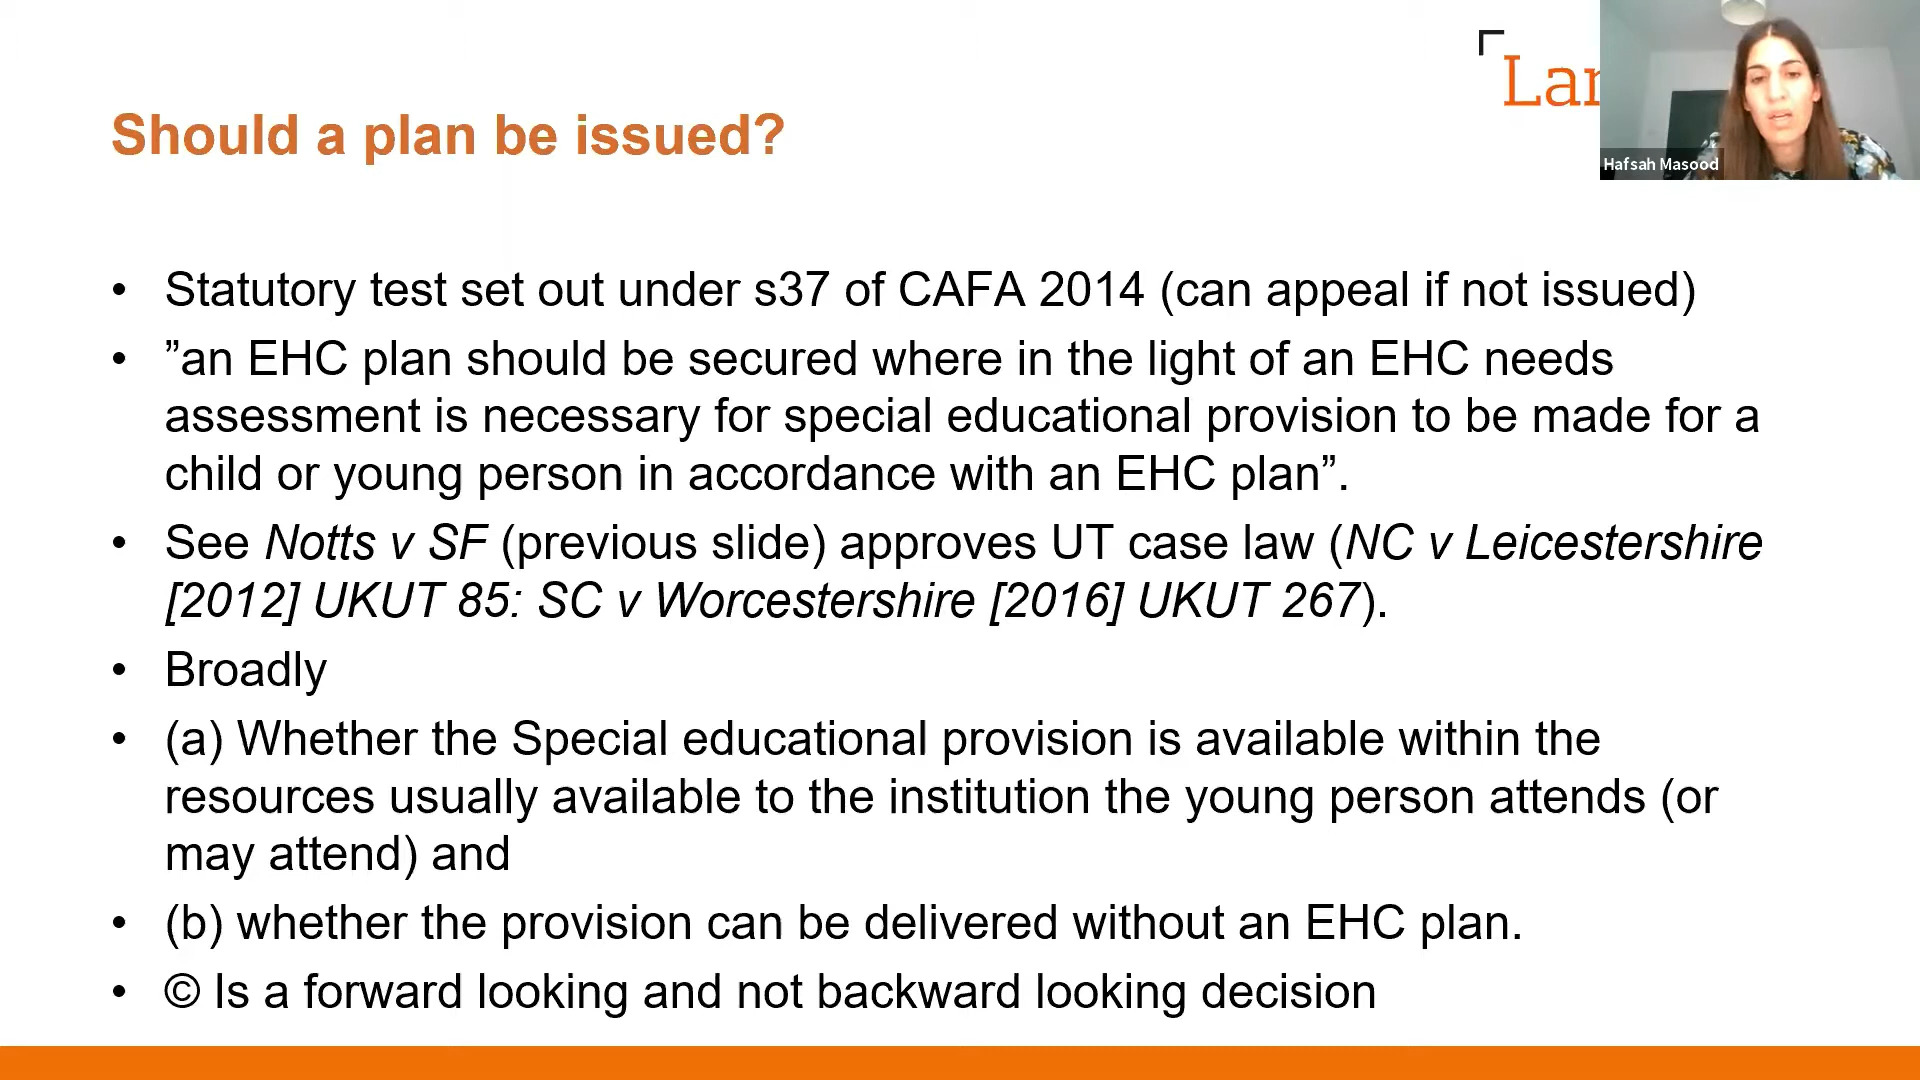 Lan
Hafsah Masood
Should a plan be issued?
• Statutory test set out under s37 of CAFA 2014 (can appeal if not issued)
• ”an EHC plan should be secured where in the light of an EHC needs
assessment is necessary for special educational provision to be made for a
child or young person in accordance with an EHC plan”.
• See Notts v SF (previous slide) approves UT case law (NC v Leicestershire
[2012] UKUT 85: SC v Worcestershire [2016] UKUT 267).
• Broadly
• (a) Whether the Special educational provision is available within the
resources usually available to the institution the young person attends (or
may attend) and
• (b) whether the provision can be delivered without an EHC plan.
• © Is a forward looking and not backward looking decision